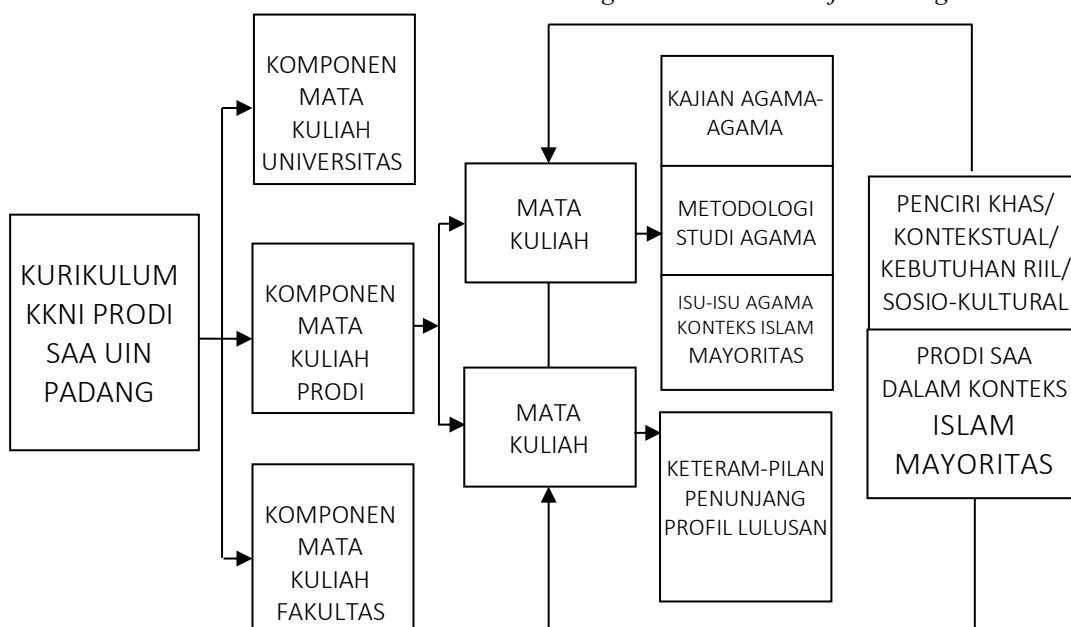 KURIKULUM
KKNI PRODI
SAA UIN
PADANG
KOMPONEN
MATA
KULIAH
UNIVERSITAS
KOMPONEN
MATA
KULIAH
PRODI
KOMPONEN
MATA
KULIAH
FAKULTAS
MATA
KULIAH
MATA
KULIAH
KAJIAN AGAMA-
AGAMA
METODOLOGI
STUDI AGAMA
ISU-ISU AGAMA
KONTEKS ISLAM
MAYORITAS
KETERAM-PILAN
PENUNJANG
PROFIL LULUSAN
PENCIRI KHAS/
KONTEKSTUAL/
KEBUTUHAN RIIL/
SOSIO-KULTURAL
PRODI SAA
DALAM KONTEKS
ISLAM
MAYORITAS